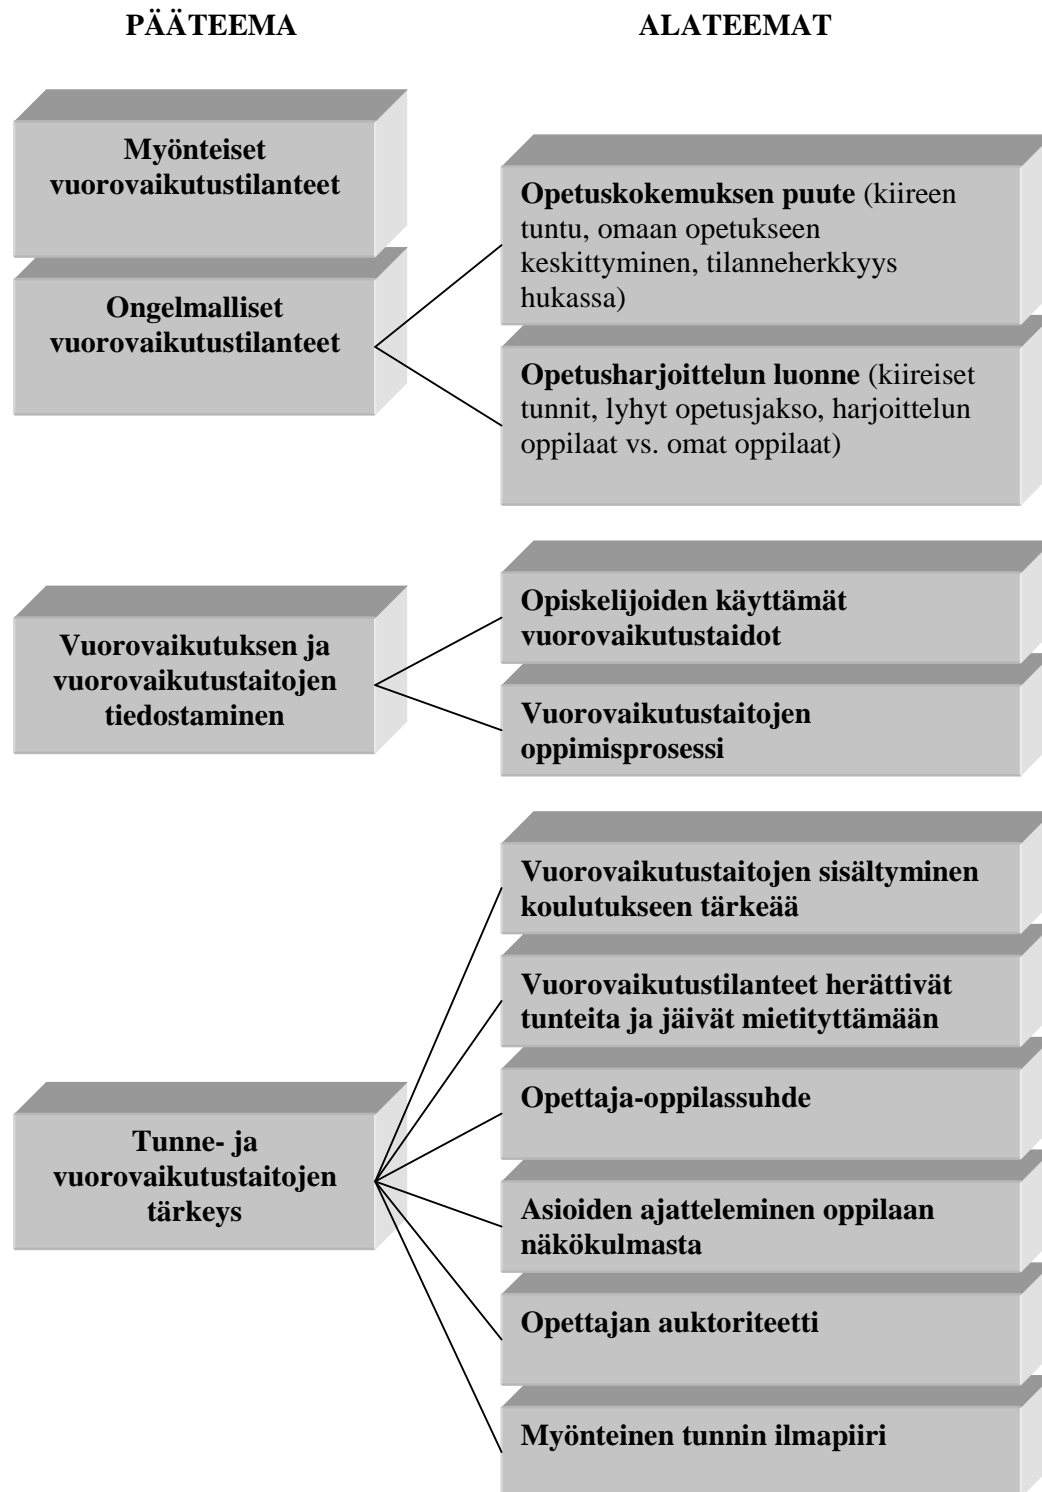 PÄÄTEEMA
ALATEEMAT
Myönteiset
vuorovaikutustilanteet
Ongelmalliset
vuorovaikutustilanteet
Opetuskokemuksen puute (kiireen
tuntu, omaan opetukseen
keskittyminen, tilanneherkkyys
hukassa)
Opetusharjoittelun luonne (kiireiset
tunnit, lyhyt opetusjakso, harjoittelun
oppilaat vs. omat oppilaat)
Vuorovaikutuksen ja
vuorovaikutustaitojen
tiedostaminen
Opiskelijoiden käyttämät
vuorovaikutustaidot
Vuorovaikutustaitojen
oppimisprosessi
Tunne- ja
vuorovaikutustaitojen
tärkeys
Vuorovaikutustaitojen sisältyminen
koulutukseen tärkeää
Vuorovaikutustilanteet herättivät
tunteita ja jäivät mietityttämään
Opettaja-oppilassuhde
Asioiden ajatteleminen oppilaan
näkökulmasta
Opettajan auktoriteetti
Myönteinen tunnin ilmapiiri